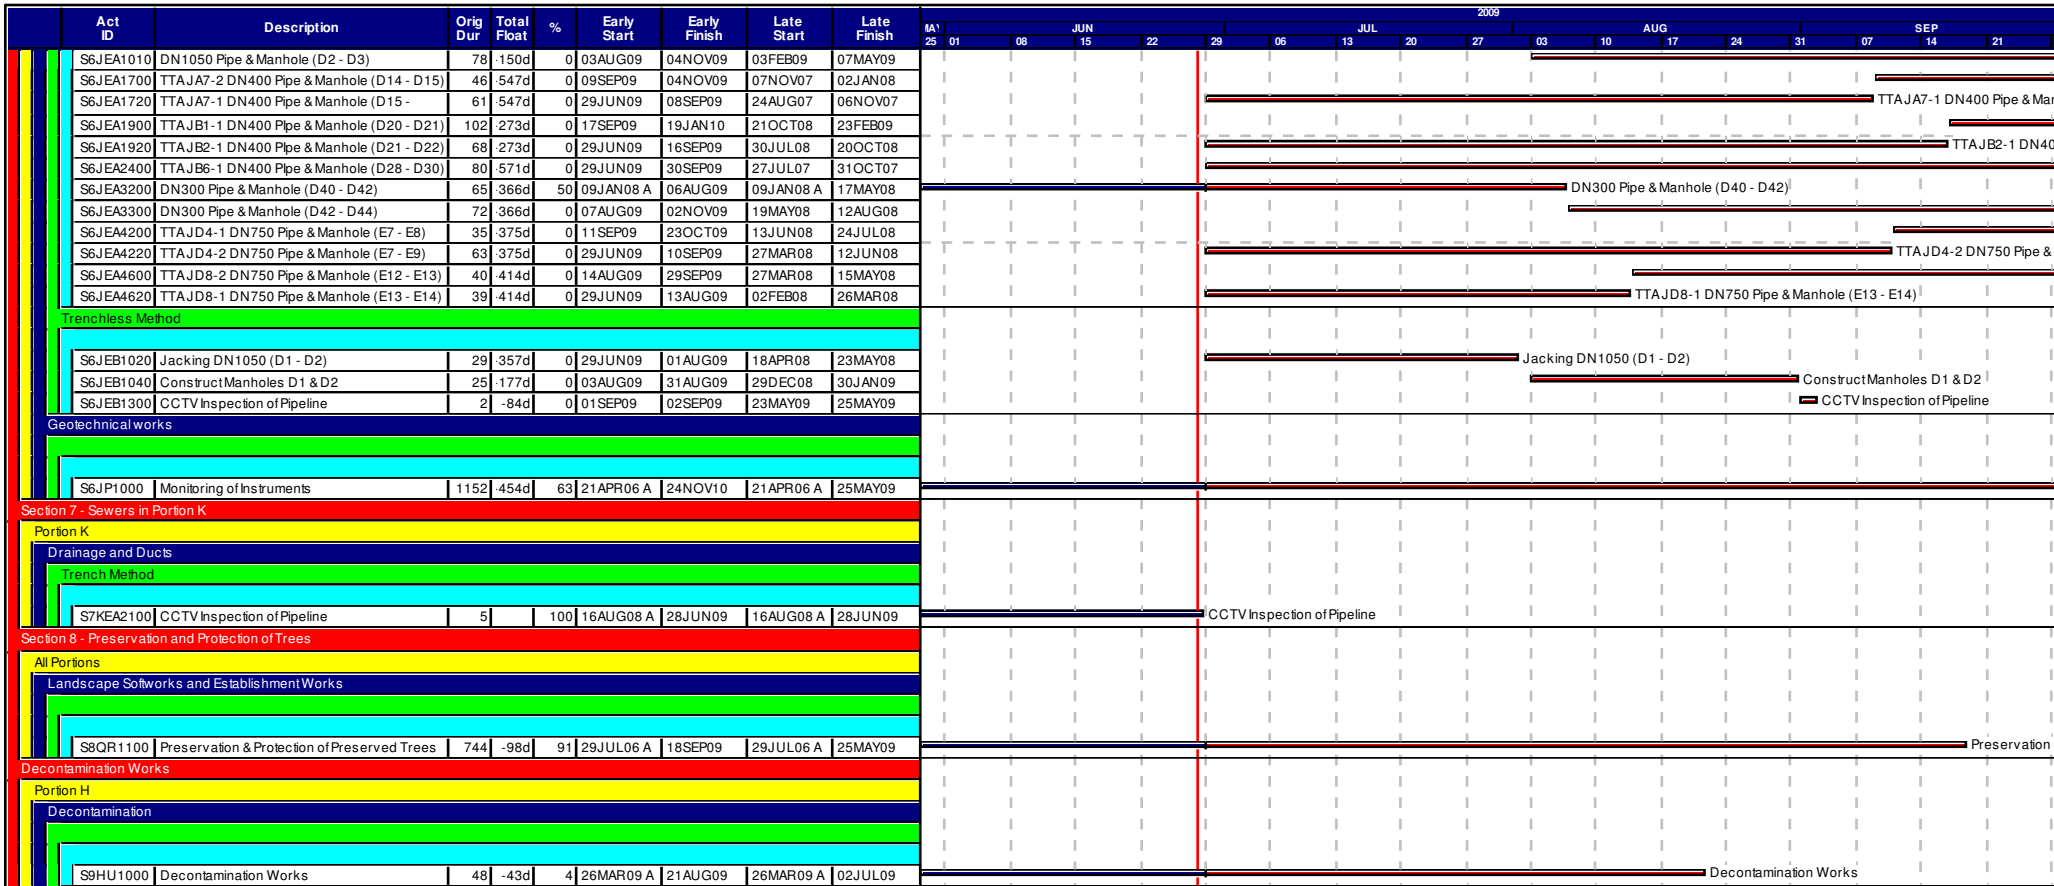 Act ID Description Orig Dur Total Float % Early Start Early Finish Late Start Late Finish
2009
MAY JUN JUL AUG SEP
25 01 08 15 22 29 06 13 20 27 03 10 17 24 31 07 14 21
S6JEA1010 DN1050 Pipe & Manhole (D2 - D3) 78 -150d 0 03AUG09 04NOV09 03FEB09 07MAY09
S6JEA1700 TTAJA7-2 DN400 Pipe & Manhole (D14 - D15) 46 -547d 0 09SEP09 04NOV09 07NOV07 02JAN08
S6JEA1720 TTAJA7-1 DN400 Pipe & Manhole (D15 - 61 -547d 0 29JUN09 08SEP09 24AUG07 06NOV07 TTAJA7-1 DN400 Pipe & Man
S6JEA1900 TTAJB1-1 DN400 PIpe & Manhole (D20 - D21) 102 -273d 0 17SEP09 19JAN10 21OCT08 23FEB09
S6JEA1920 TTAJB2-1 DN400 PIpe & Manhole (D21 - D22) 68 -273d 0 29JUN09 16SEP09 30JUL08 20OCT08 TTAJB2-1 DN40
S6JEA2400 TTAJB6-1 DN400 PIpe & Manhole (D28 - D30) 80 -571d 0 29JUN09 30SEP09 27JUL07 31OCT07
S6JEA3200 DN300 Pipe & Manhole (D40 - D42) 65 -366d 50 09JAN08 A 06AUG09 09JAN08 A 17MAY08 DN300 Pipe & Manhole (D40 - D42)
S6JEA3300 DN300 Pipe & Manhole (D42 - D44) 72 -366d 0 07AUG09 02NOV09 19MAY08 12AUG08
S6JEA4200 TTAJD4-1 DN750 Pipe & Manhole (E7 - E8) 35 -375d 0 11SEP09 23OCT09 13JUN08 24JUL08
S6JEA4220 TTAJD4-2 DN750 Pipe & Manhole (E7 - E9) 63 -375d 0 29JUN09 10SEP09 27MAR08 12JUN08 TTAJD4-2 DN750 Pipe &
S6JEA4600 TTAJD8-2 DN750 Pipe & Manhole (E12 - E13) 40 -414d 0 14AUG09 29SEP09 27MAR08 15MAY08
S6JEA4620 TTAJD8-1 DN750 Pipe & Manhole (E13 - E14) 39 -414d 0 29JUN09 13AUG09 02FEB08 26MAR08 TTAJD8-1 DN750 Pipe & Manhole (E13 - E14)
Trenchless Method
S6JEB1020 Jacking DN1050 (D1 - D2) 29 -357d 0 29JUN09 01AUG09 18APR08 23MAY08 Jacking DN1050 (D1 - D2)
S6JEB1040 Construct Manholes D1 & D2 25 -177d 0 03AUG09 31AUG09 29DEC08 30JAN09 Construct Manholes D1 & D2
S6JEB1300 CCTV Inspection of Pipeline 2 -84d 0 01SEP09 02SEP09 23MAY09 25MAY09 CCTV Inspection of Pipeline
Geotechnical works
S6JP1000 Monitoring of Instruments 1152 -454d 63 21APR06 A 24NOV10 21APR06 A 25MAY09
Section 7 - Sewers in Portion K
Portion K
Drainage and Ducts
Trench Method
S7KEA2100 CCTV Inspection of Pipeline 5 100 16AUG08 A 28JUN09 16AUG08 A 28JUN09 CCTV Inspection of Pipeline
Section 8 - Preservation and Protection of Trees
All Portions
Landscape Softworks and Establishment Works
S8QR1100 Preservation & Protection of Preserved Trees 744 -98d 91 29JUL06 A 18SEP09 29JUL06 A 25MAY09 Preservation
Decontamination Works
Portion H
Decontamination
S9HU1000 Decontamination Works 48 -43d 4 26MAR09 A 21AUG09 26MAR09 A 02JUL09 Decontamination Works